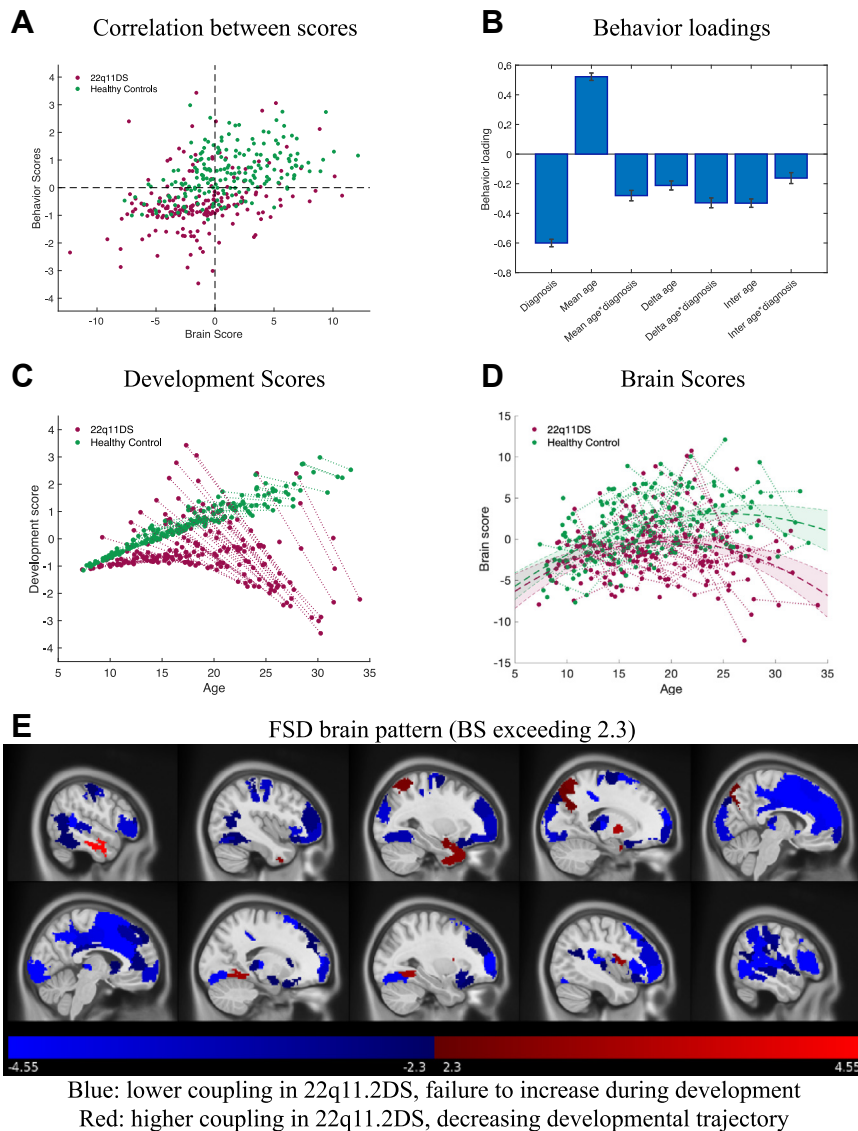 A Correlation between scores
22q11DS
Healthy Controls
4
3
2
1
0
-1
-2
-3
-4
Behavior Scores
-10 -5 0 5 10
Brain Score
B Behavior loadings
0.6
0.4
0.2
0
-0.2
-0.4
-0.6
-0.8
Behavior loading
Diagnosis
Mean age
Mean age*diagnosis
Delta age
Delta age*diagnosis
Inter age
Inter age*diagnosis
C Development Scores
22q11DS
Healthy Control
4
3
2
1
0
-1
-2
-3
-4
Development score
5 10 15 20 25 30 35
Age
D Brain Scores
22q11DS
Healthy Control
15
10
5
0
-5
-10
-15
Brain score
5 10 15 20 25 30 35
Age
E FSD brain pattern (BS exceeding 2.3)
-4.55 -2.3 2.3 4.55
Blue: lower coupling in 22q11.2DS, failure to increase during development
Red: higher coupling in 22q11.2DS, decreasing developmental trajectory